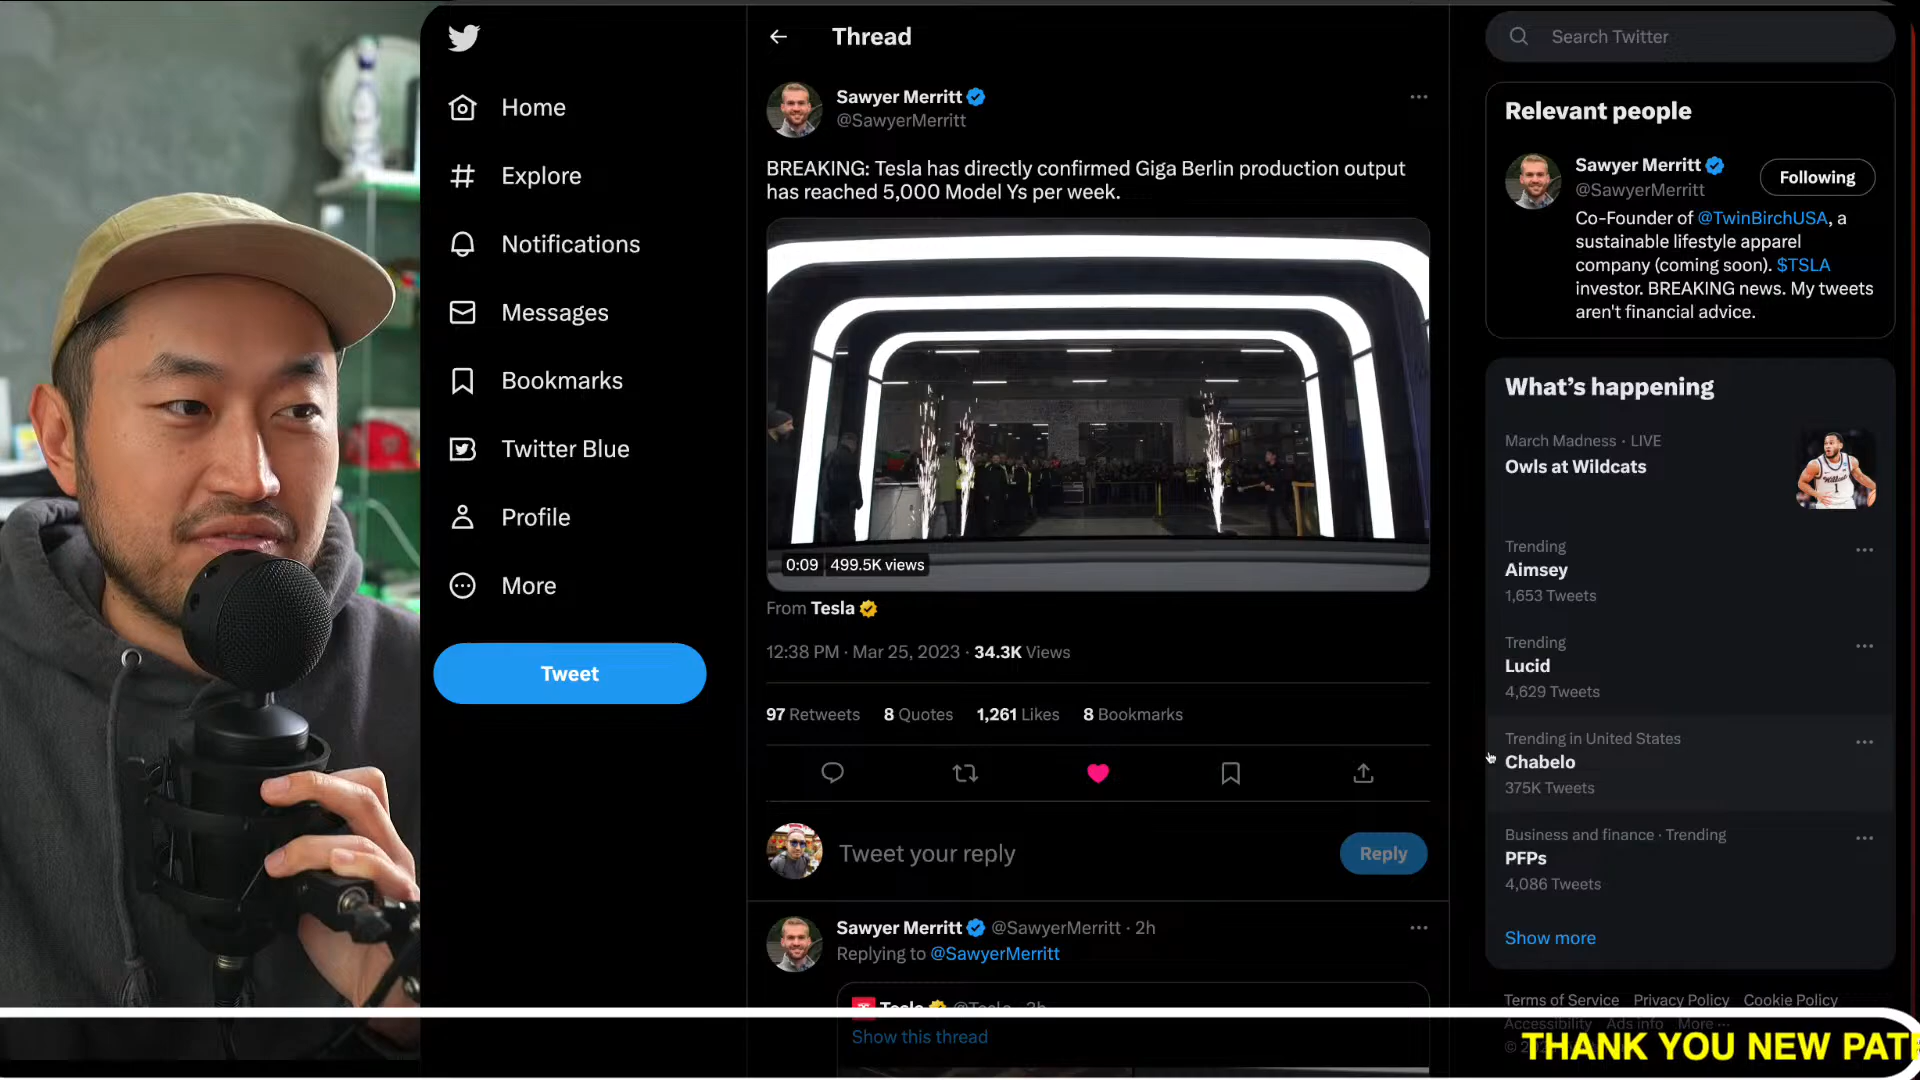 Home
Explore
Notifications
Messages
Bookmarks
Twitter Blue
Profile
More
Tweet
Thread
Sawyer Merritt
@SawyerMerritt
BREAKING: Tesla has directly confirmed Giga Berlin production output
has reached 5,000 Model Ys per week.
0:09 499.5K views
From Tesla
12:38 PM · Mar 25, 2023 · 34.3K Views
97 Retweets 8 Quotes 1,261 Likes 8 Bookmarks
Tweet your reply
Reply
Sawyer Merritt @SawyerMerritt · 2h
Replying to @SawyerMerritt
Tesla @Tesla · 3h
Show this thread
Search Twitter
Relevant people
Sawyer Merritt
@SawyerMerritt
Following
Co-Founder of @TwinBirchUSA, a
sustainable lifestyle apparel
company (coming soon). $TSLA
investor. BREAKING news. My tweets
aren't financial advice.
What's happening
March Madness · LIVE
Owls at Wildcats
Trending
Aimsey
1,653 Tweets
Trending
Lucid
4,629 Tweets
Trending in United States
Chabelo
375K Tweets
Business and finance · Trending
PFPs
4,086 Tweets
Show more
Terms of Service Privacy Policy Cookie Policy
Accessibility Ads info More ···
THANK YOU NEW PAT